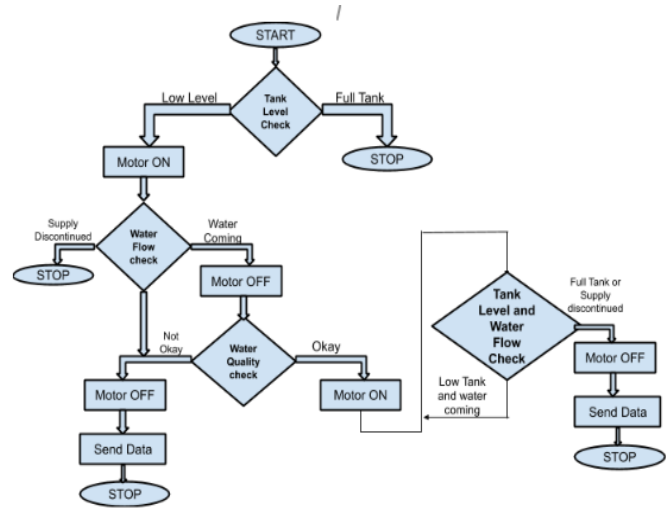 /
START
Low Level
Tank
Level
Check
Full Tank
Motor ON
STOP
Supply
Discontinued
Water
Flow
check
Water
Coming
STOP
Motor OFF
Full Tank or
Supply
discontinued
Tank
Level and
Water
Flow
Check
Not
Okay
Water
Quality
check
Okay
Motor OFF
Motor OFF
Motor ON
Low Tank
and water
coming
Send Data
Send Data
STOP
STOP